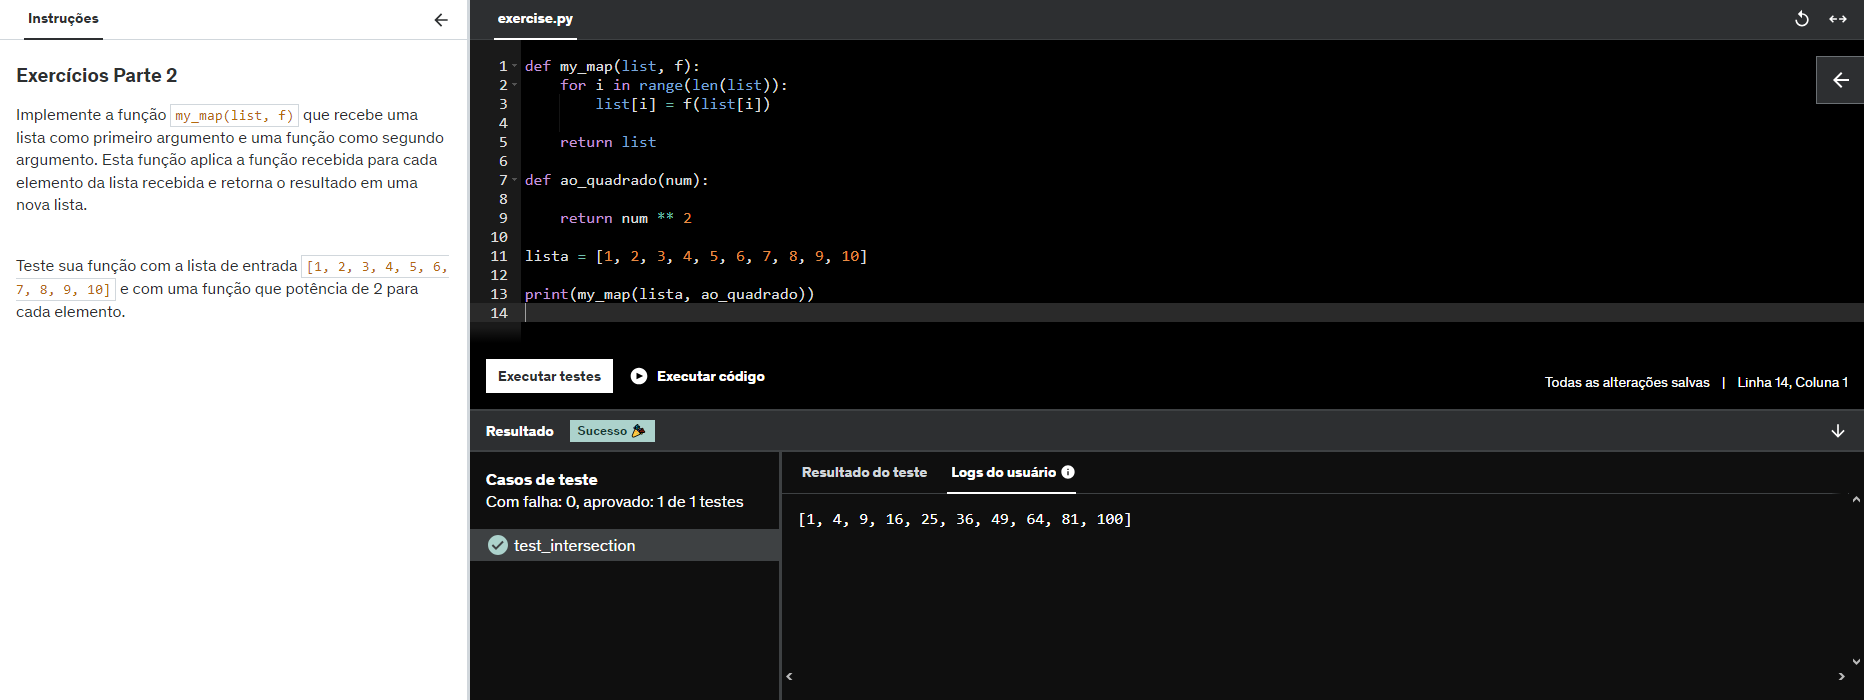 Instruções
Exercícios Parte 2
Implemente a função my_map(list, f) que recebe uma
lista como primeiro argumento e uma função como segundo
argumento. Esta função aplica a função recebida para cada
elemento da lista recebida e retorna o resultado em uma
nova lista.
Teste sua função com a lista de entrada [1, 2, 3, 4, 5, 6,
7, 8, 9, 10] e com uma função que potência de 2 para
cada elemento.
exercise.py
1 def my_map(list, f):
2     for i in range(len(list)):
3         list[i] = f(list[i])
4
5     return list
6
7 def ao_quadrado(num):
8
9     return num ** 2
10
11 lista = [1, 2, 3, 4, 5, 6, 7, 8, 9, 10]
12
13 print(my_map(lista, ao_quadrado))
14
Executar testes Executar código
Todas as alterações salvas | Linha 14, Coluna 1
Resultado Sucesso
Casos de teste
Com falha: 0, aprovado: 1 de 1 testes
test_intersection
Resultado do teste Logs do usuário
[1, 4, 9, 16, 25, 36, 49, 64, 81, 100]